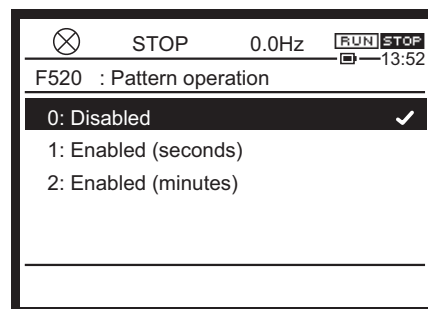 STOP 0.0Hz RUN STOP
13:52
F520 : Pattern operation
0: Disabled
1: Enabled (seconds)
2: Enabled (minutes)